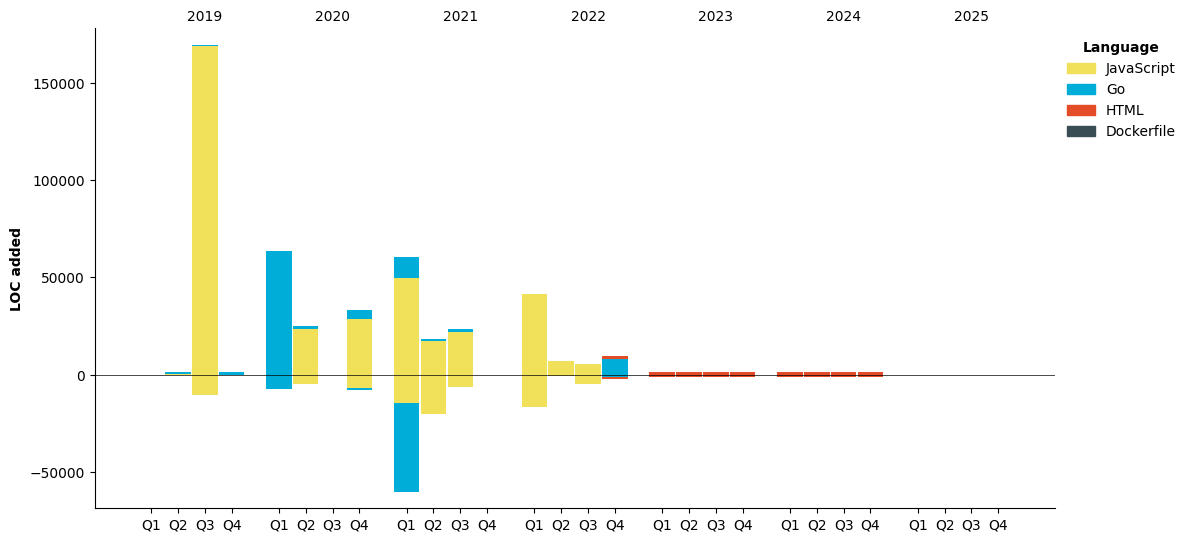 2019 2020 2021 2022 2023 2024 2025
Language
JavaScript
Go
HTML
Dockerfile
LOC added
150000
100000
50000
0
−50000
Q1 Q2 Q3 Q4 Q1 Q2 Q3 Q4 Q1 Q2 Q3 Q4 Q1 Q2 Q3 Q4 Q1 Q2 Q3 Q4 Q1 Q2 Q3 Q4 Q1 Q2 Q3 Q4